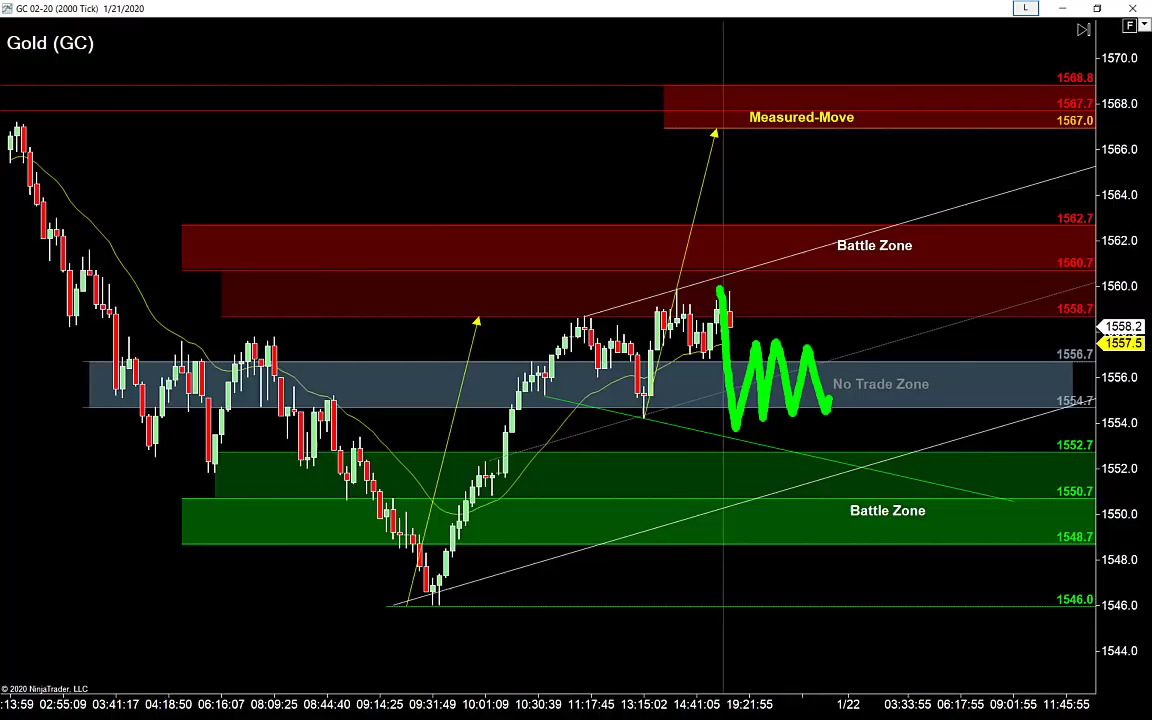 GC 02-20 (2000 Tick) 1/21/2020
L
F
Gold (GC)
1570.0
1568.8
1568.0
1567.7
Measured-Move
1567.0
1566.0
1564.0
1562.7
1562.0
Battle Zone
1560.7
1560.0
1558.7
1558.2
1557.5
1556.7
1556.0
No Trade Zone
1554.7
1554.0
1552.7
1552.0
1550.7
1550.0
Battle Zone
1548.7
1548.0
1546.0
1546.0
1544.0
© 2020 NinjaTrader, LLC
:13:59 02:55:09 03:41:17 04:18:50 06:16:07 08:09:25 08:44:40 09:14:25 09:31:49 10:01:09 10:30:39 11:17:45 13:15:02 14:41:05 19:21:55 1/22 03:33:55 06:17:55 09:01:55 11:45:55